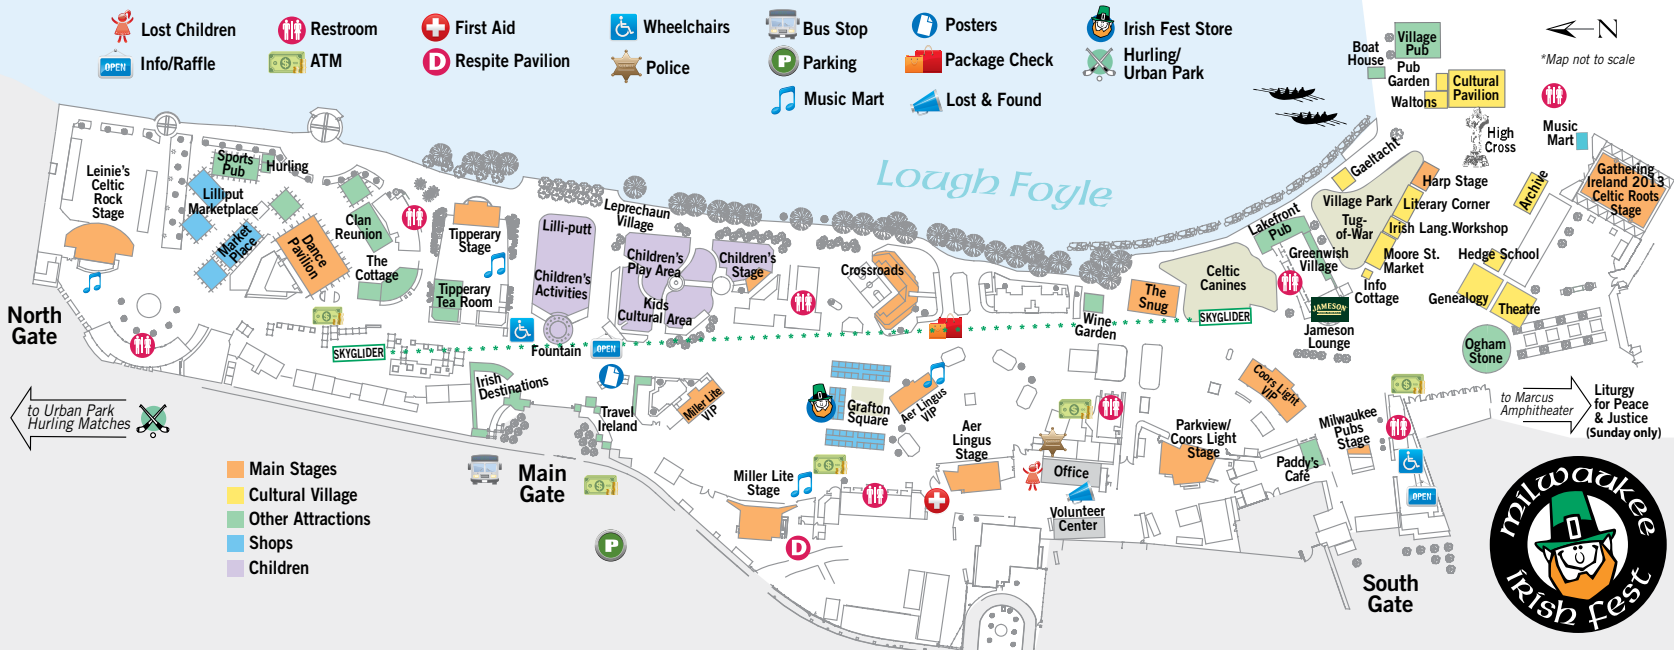 Lost Children
Restroom
First Aid
Wheelchairs
Bus Stop
Posters
Irish Fest Store
OPEN
Info/Raffle
ATM
D
Respite Pavilion
Police
P
Parking
Package Check
Hurling/
Urban Park
Music Mart
Lost & Found
N
*Map not to scale
Village
Pub
Boat
House
Pub
Garden
Waltons
Cultural
Pavilion
High
Cross
Music
Mart
Gathering
Ireland 2013
Celtic Roots
Stage
Archive
Gaeltacht
Harp Stage
Village Park
Literary Corner
Tug-
of-War
Irish Lang.Workshop
Moore St.
Market
Hedge School
Info
Cottage
Genealogy
Theatre
Ogham
Stone
Lough Foyle
Lakefront
Pub
Greenwish
Village
JAMESON
Jameson
Lounge
Celtic
Canines
SKYGLIDER
The
Snug
Wine
Garden
Crossroads
Leprechaun
Village
Children's
Play Area
Children's
Stage
Kids
Cultural Area
Lilli-putt
Children's
Activities
Fountain
OPEN
Tipperary
Stage
Tipperary
Tea Room
Sports
Pub
Hurling
Lilliput
Marketplace
Market
Place
Dance
Pavilion
Clan
Reunion
The
Cottage
Leinie's
Celtic
Rock
Stage
North
Gate
SKYGLIDER
to Urban Park
Hurling Matches
Irish
Destinations
Travel
Ireland
Miller Lite
VIP
Grafton
Square
Aer Lingus
VIP
Aer
Lingus
Stage
Miller Lite
Stage
D
Main
Gate
P
Office
Volunteer
Center
Parkview/
Coors Light
Stage
Coors Light
VIP
Paddy's
Café
Milwaukee
Pubs
Stage
OPEN
to Marcus
Amphitheater
Liturgy
for Peace
& Justice
(Sunday only)
South
Gate
Main Stages
Cultural Village
Other Attractions
Shops
Children
Milwaukee
Irish Fest